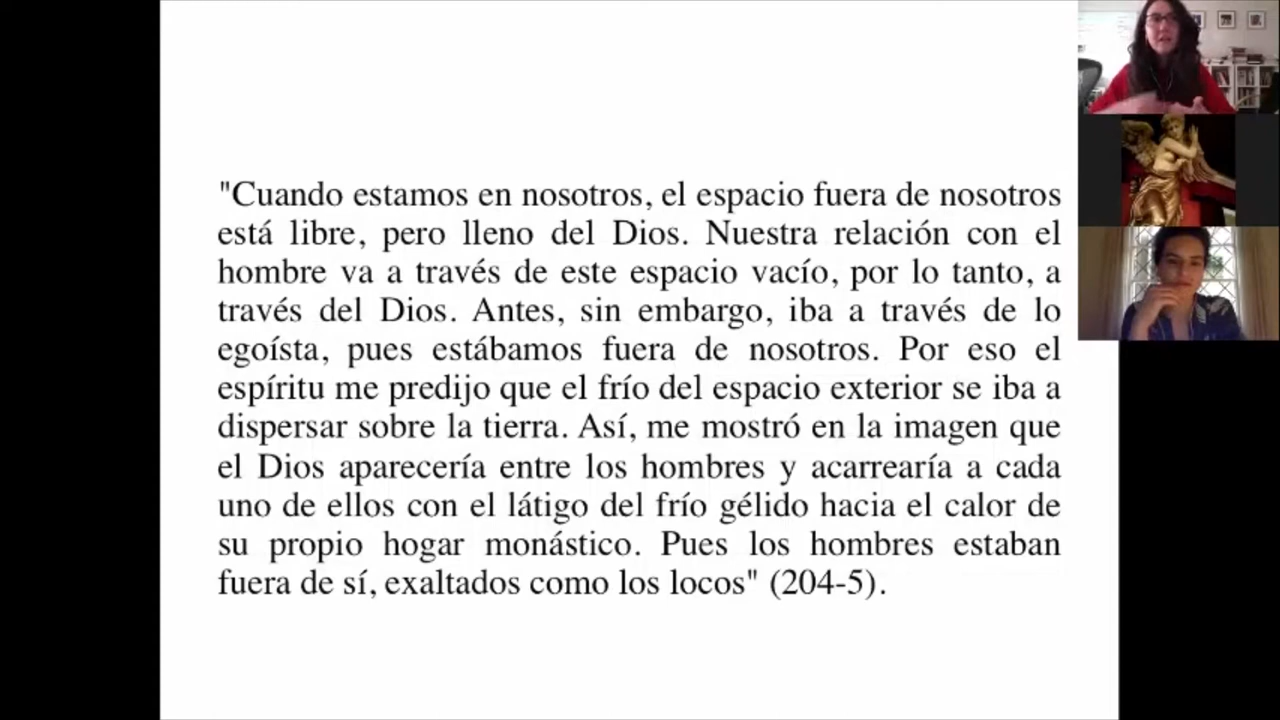 "Cuando estamos en nosotros, el espacio fuera de nosotros
está libre, pero lleno del Dios. Nuestra relación con el
hombre va a través de este espacio vacío, por lo tanto, a
través del Dios. Antes, sin embargo, iba a través de lo
egoísta, pues estábamos fuera de nosotros. Por eso el
espíritu me predijo que el frío del espacio exterior se iba a
dispersar sobre la tierra. Así, me mostró en la imagen que
el Dios aparecería entre los hombres y acarrearía a cada
uno de ellos con el látigo del frío gélido hacia el calor de
su propio hogar monástico. Pues los hombres estaban
fuera de sí, exaltados como los locos" (204-5).